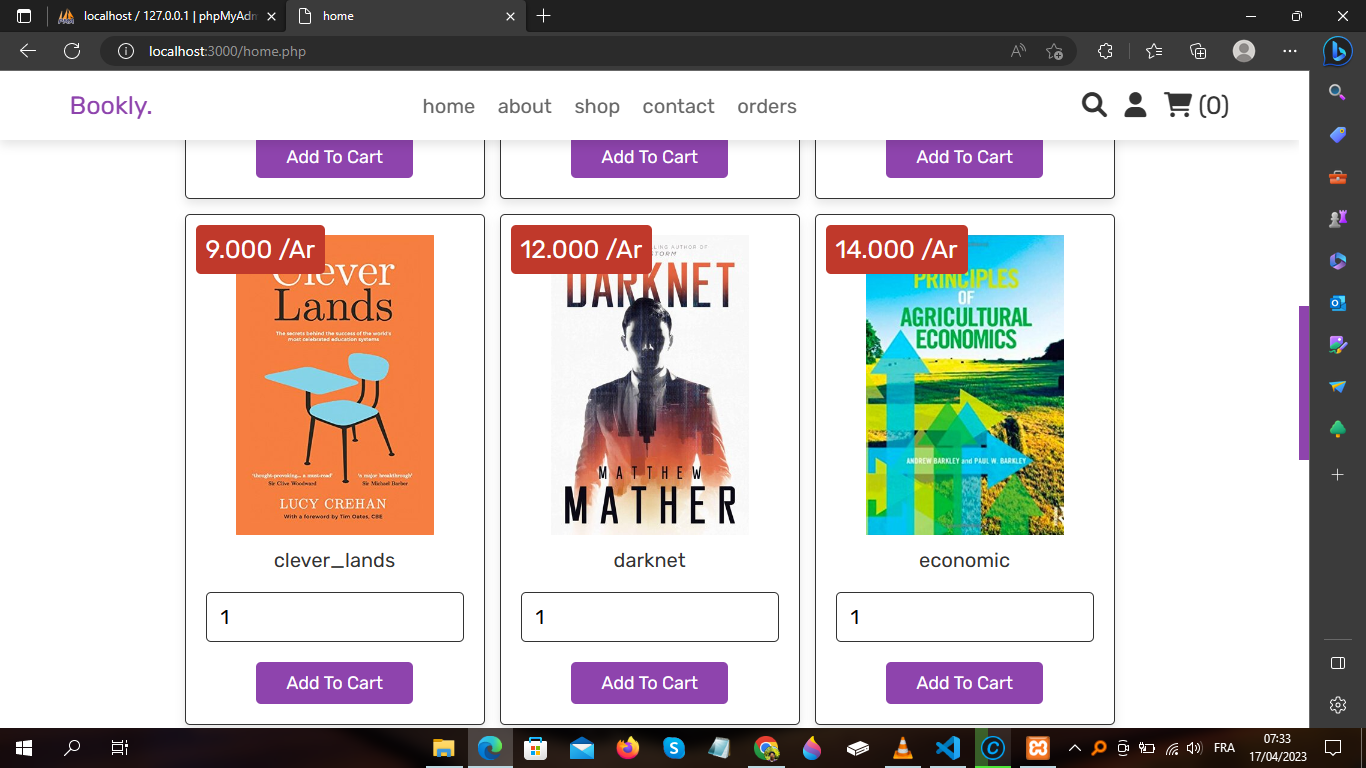 localhost / 127.0.0.1 | phpMyAdm
home
localhost:3000/home.php
Bookly.
home about shop contact orders
(0)
Add To Cart Add To Cart Add To Cart
9.000 /Ar
Clever
Lands
The secrets behind the success of the world's
most celebrated education systems
'thought-provoking... a must-read'
Sir Clive Woodward
'a major breakthrough'
Sir Michael Barber
LUCY CREHAN
With a foreword by Tim Oates, CBE
clever_lands
1
Add To Cart
12.000 /Ar
LING AUTHOR OF
STORM
DARKNET
MATTHEW
MATHER
darknet
1
Add To Cart
14.000 /Ar
PRINCIPLES
OF
AGRICULTURAL
ECONOMICS
ANDREW BARKLEY and PAUL W. BARKLEY
economic
1
Add To Cart
FRA
07:33
17/04/2023